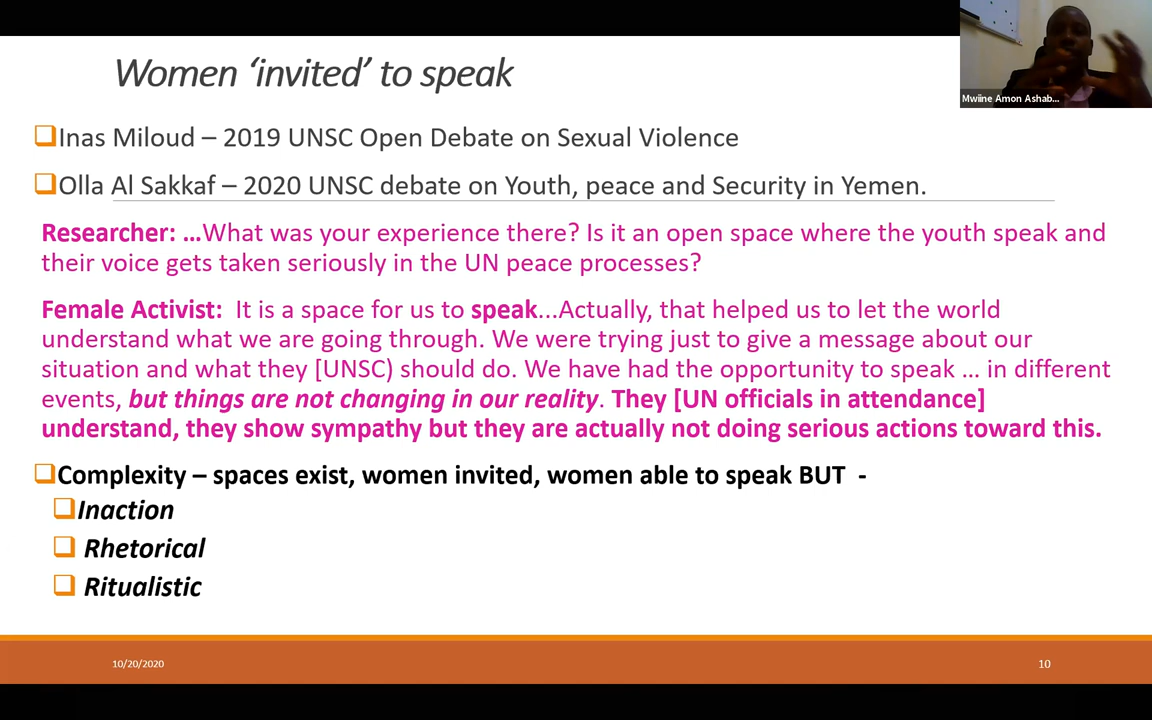 Women ‘invited’ to speak
Mwiine Amon Ashab...
Inas Miloud – 2019 UNSC Open Debate on Sexual Violence
Olla Al Sakkaf – 2020 UNSC debate on Youth, peace and Security in Yemen.
Researcher: …What was your experience there? Is it an open space where the youth speak and
their voice gets taken seriously in the UN peace processes?
Female Activist: It is a space for us to speak...Actually, that helped us to let the world
understand what we are going through. We were trying just to give a message about our
situation and what they [UNSC) should do. We have had the opportunity to speak … in different
events, but things are not changing in our reality. They [UN officials in attendance]
understand, they show sympathy but they are actually not doing serious actions toward this.
Complexity – spaces exist, women invited, women able to speak BUT -
Inaction
Rhetorical
Ritualistic
10/20/2020
10